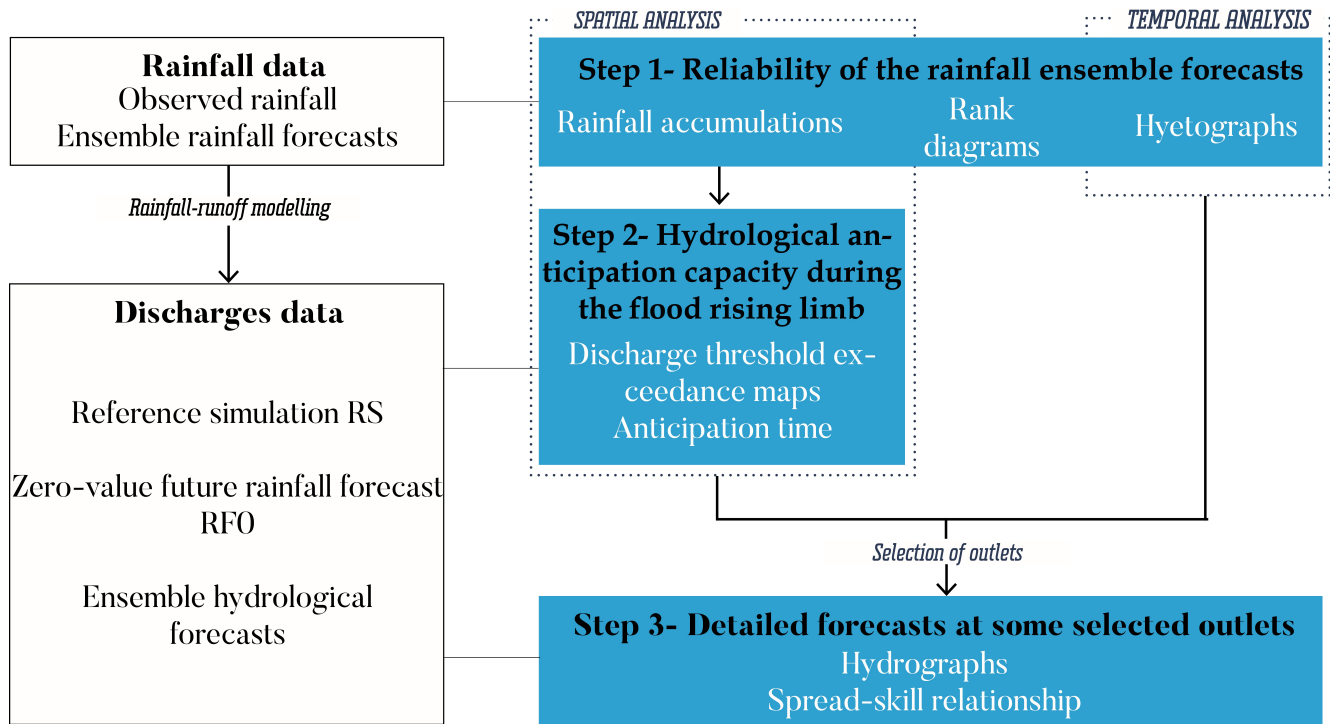 SPATIAL ANALYSIS
TEMPORAL ANALYSIS
Rainfall data
Observed rainfall
Ensemble rainfall forecasts
Step 1- Reliability of the rainfall ensemble forecasts
Rainfall accumulations
Rank
diagrams
Hyetographs
Rainfall-runoff modelling
Step 2- Hydrological an-
ticipation capacity during
the flood rising limb
Discharge threshold ex-
ceedance maps
Anticipation time
Discharges data
Reference simulation RS
Zero-value future rainfall forecast
RF0
Ensemble hydrological
forecasts
Selection of outlets
Step 3- Detailed forecasts at some selected outlets
Hydrographs
Spread-skill relationship